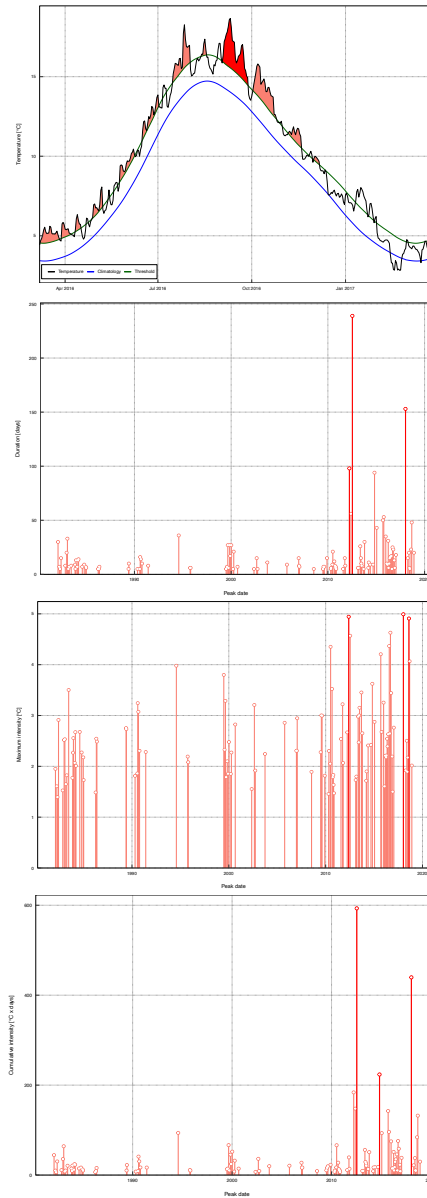 Temperature [°C]
15
10
5
Temperature Climatology Threshold
Apr 2016 Jul 2016 Oct 2016 Jan 2017
Duration [days]
250
200
150
100
50
0
1990 2000 2010 2020
Peak date
Maximum intensity [°C]
5
4
3
2
1
0
1990 2000 2010 2020
Peak date
Cumulative intensity [°C x days]
600
400
200
0
1990 2000 2010
Peak date